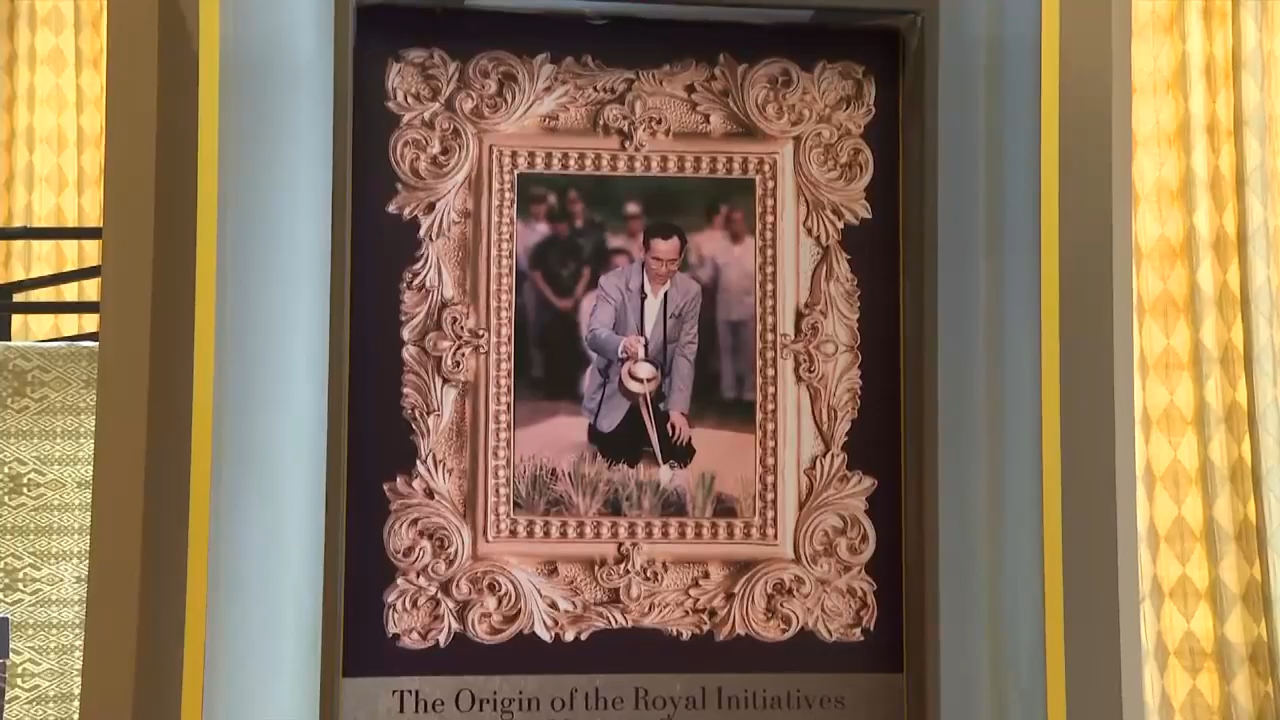 The Origin of the Royal Initiatives